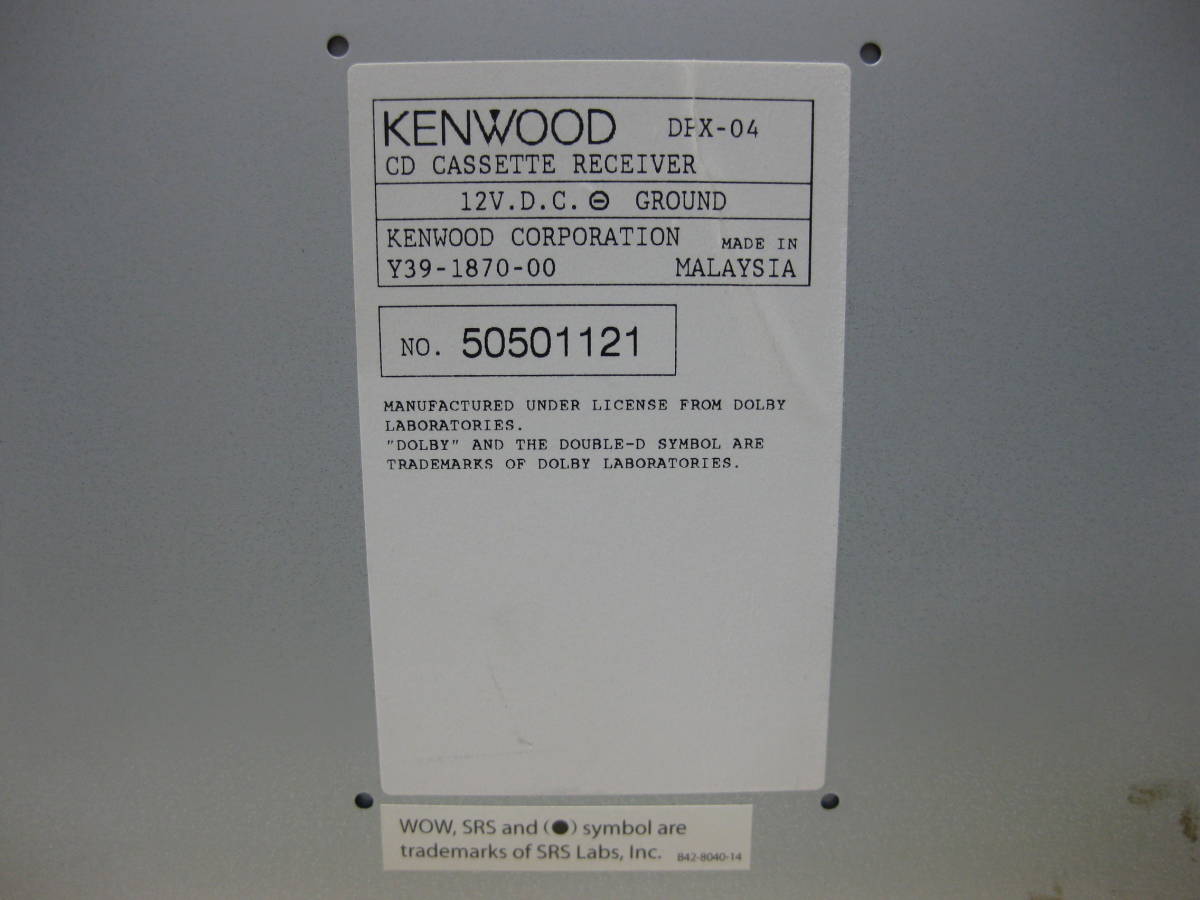 KENWOOD DPX-04
CD CASSETTE RECEIVER
12V.D.C. ⊖ GROUND
KENWOOD CORPORATION MADE IN
Y39-1870-00 MALAYSIA
NO. 50501121
MANUFACTURED UNDER LICENSE FROM DOLBY
LABORATORIES.
"DOLBY" AND THE DOUBLE-D SYMBOL ARE
TRADEMARKS OF DOLBY LABORATORIES.
WOW, SRS and (●) symbol are
trademarks of SRS Labs, Inc. B42-8040-14